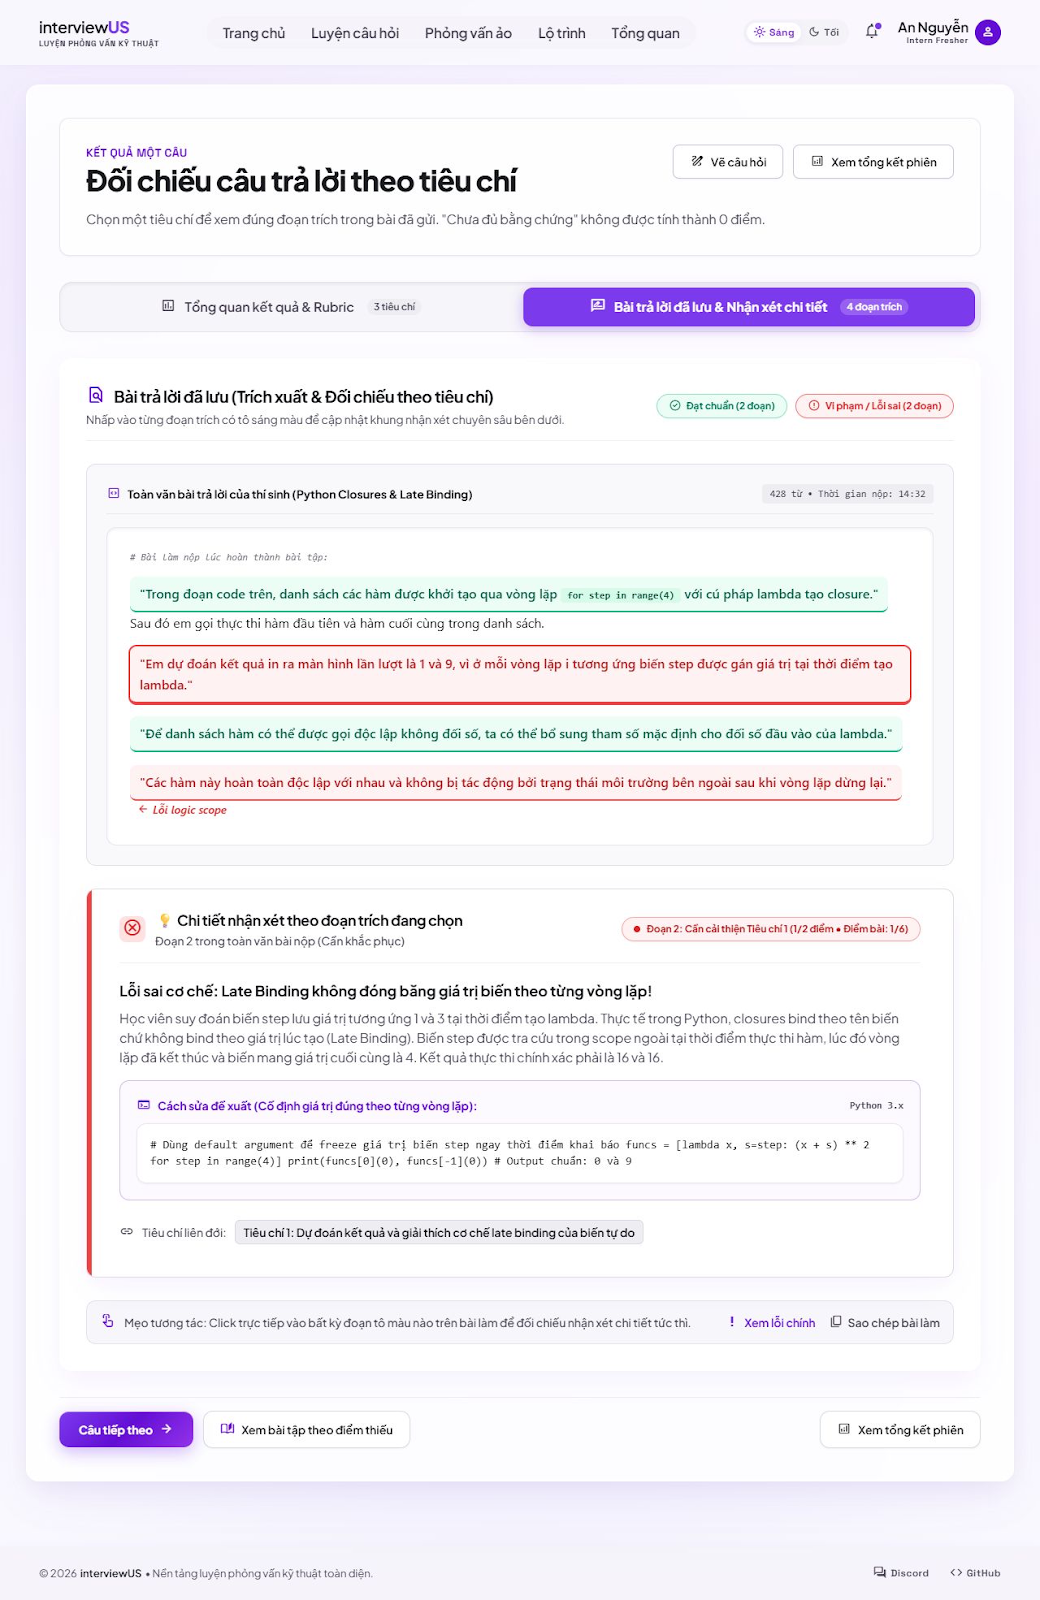 interviewUS
LUYỆN PHỎNG VẤN KỸ THUẬT
Trang chủ
Luyện câu hỏi
Phỏng vấn ảo
Lộ trình
Tổng quan
Sáng
Tối
An Nguyễn
Intern Fresher
KẾT QUẢ MỘT CÂU
Đối chiếu câu trả lời theo tiêu chí
Chọn một tiêu chí để xem đúng đoạn trích trong bài đã gửi. "Chưa đủ bằng chứng" không được tính thành 0 điểm.
Về câu hỏi
Xem tổng kết phiên
Tổng quan kết quả & Rubric 3 tiêu chí
Bài trả lời đã lưu & Nhận xét chi tiết 4 đoạn trích
Bài trả lời đã lưu (Trích xuất & Đối chiếu theo tiêu chí)
Nhấp vào từng đoạn trích có tô sáng màu để cập nhật khung nhận xét chuyên sâu bên dưới.
Đạt chuẩn (2 đoạn)
Vi phạm / Lỗi sai (2 đoạn)
Toàn văn bài trả lời của thí sinh (Python Closures & Late Binding)
428 từ • Thời gian nộp: 14:32
# Bài làm nộp lúc hoàn thành bài tập:
"Trong đoạn code trên, danh sách các hàm được khởi tạo qua vòng lặp for step in range(4) với cú pháp lambda tạo closure."
Sau đó em gọi thực thi hàm đầu tiên và hàm cuối cùng trong danh sách.
"Em dự đoán kết quả in ra màn hình lần lượt là 1 và 9, vì ở mỗi vòng lặp i tương ứng biến step được gán giá trị tại thời điểm tạo
lambda."
"Để danh sách hàm có thể được gọi độc lập không đối số, ta có thể bổ sung tham số mặc định cho đối số đầu vào của lambda."
"Các hàm này hoàn toàn độc lập với nhau và không bị tác động bởi trạng thái môi trường bên ngoài sau khi vòng lặp dừng lại."
← Lỗi logic scope
💡 Chi tiết nhận xét theo đoạn trích đang chọn
Đoạn 2 trong toàn văn bài nộp (Cần khắc phục)
Đoạn 2: Cần cải thiện Tiêu chí 1 (1/2 điểm • Điểm bài: 1/6)
Lỗi sai cơ chế: Late Binding không đóng băng giá trị biến theo từng vòng lặp!
Học viên suy đoán biến step lưu giá trị tương ứng 1 và 3 tại thời điểm tạo lambda. Thực tế trong Python, closures bind theo tên biến
chứ không bind theo giá trị lúc tạo (Late Binding). Biến step được tra cứu trong scope ngoài tại thời điểm thực thi hàm, lúc đó vòng
lặp đã kết thúc và biến mang giá trị cuối cùng là 4. Kết quả thực thi chính xác phải là 16 và 16.
Cách sửa đề xuất (Cố định giá trị đúng theo từng vòng lặp):
Python 3.x
# Dùng default argument để freeze giá trị biến step ngay thời điểm khai báo funcs = [lambda x, s=step: (x + s) ** 2
for step in range(4)] print(funcs[0](0), funcs[-1](0)) # Output chuẩn: 0 và 9
Tiêu chí liên đới: Tiêu chí 1: Dự đoán kết quả và giải thích cơ chế late binding của biến tự do
Mẹo tương tác: Click trực tiếp vào bất kỳ đoạn tô màu nào trên bài làm để đối chiếu nhận xét chi tiết tức thì.
! Xem lỗi chính
Sao chép bài làm
Câu tiếp theo →
Xem bài tập theo điểm thiếu
Xem tổng kết phiên
© 2026 interviewUS • Nền tảng luyện phỏng vấn kỹ thuật toàn diện.
Discord
GitHub